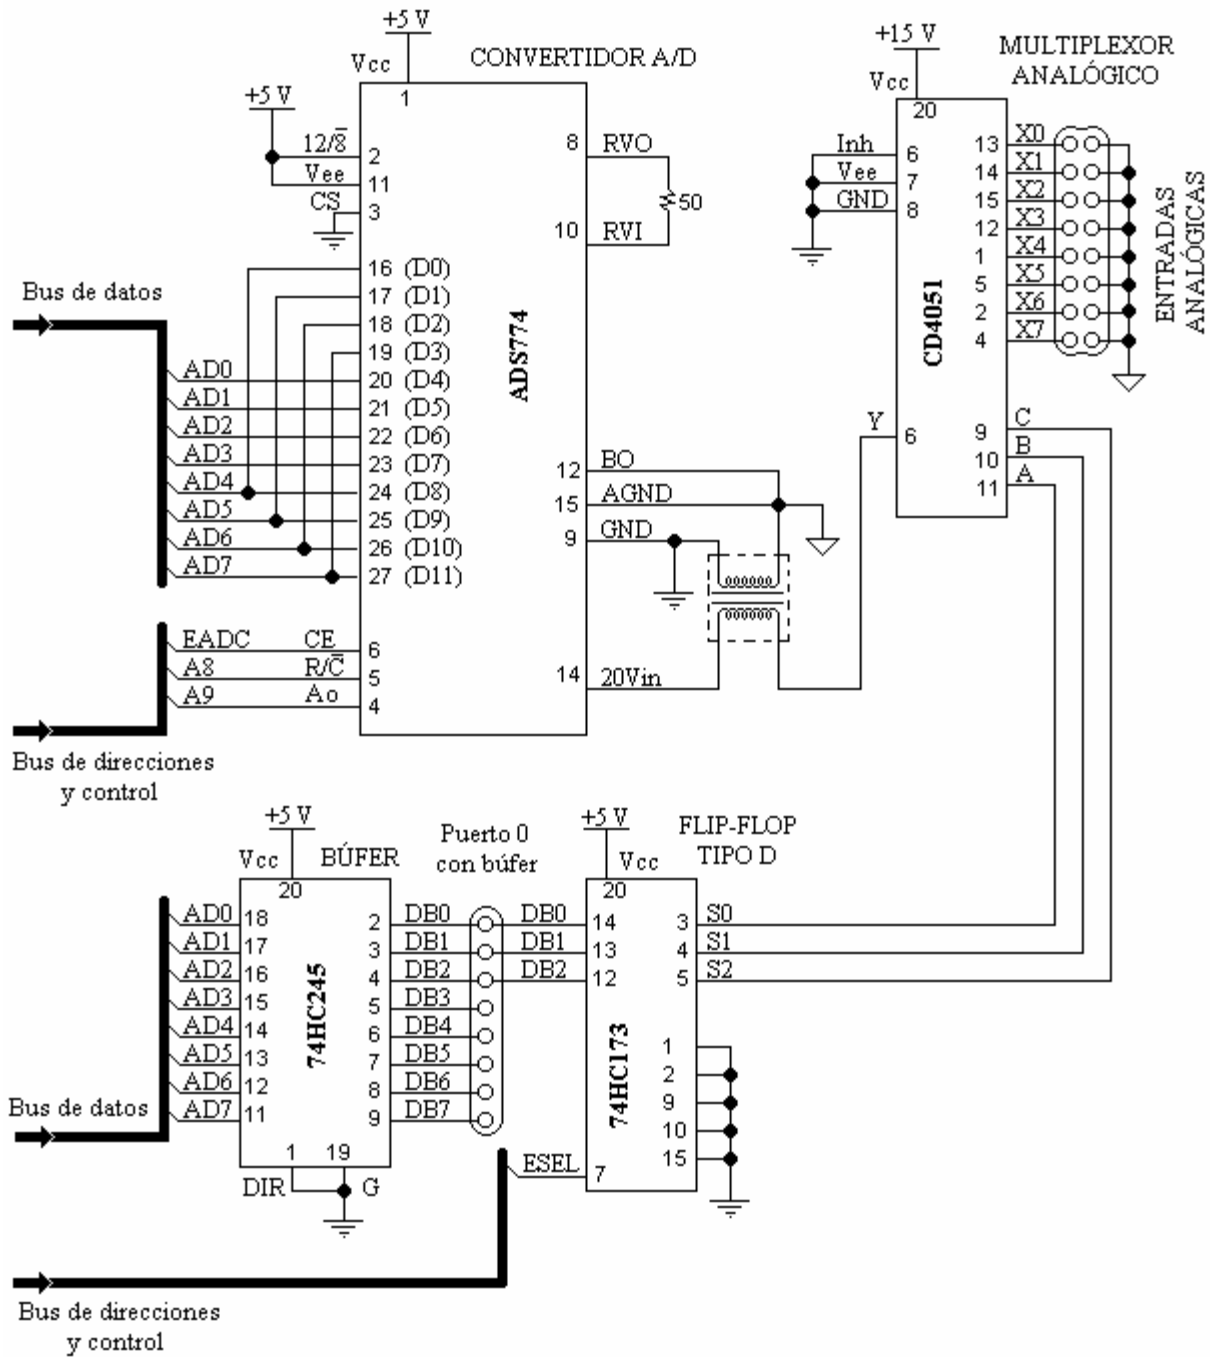 +5 V
Vcc
CONVERTIDOR A/D
1
+5 V
12/8̅
2
Vee
11
CS
3
8
RVO
50
10
RVI
16 (D0)
17 (D1)
18 (D2)
19 (D3)
20 (D4)
21 (D5)
22 (D6)
23 (D7)
24 (D8)
25 (D9)
26 (D10)
27 (D11)
Bus de datos
AD0
AD1
AD2
AD3
AD4
AD5
AD6
AD7
ADS774
12
BO
15
AGND
9
GND
14
20Vin
EADC
CE
6
A8
R/C̅
5
A9
Ao
4
Bus de direcciones
y control
+15 V
Vcc
MULTIPLEXOR
ANALÓGICO
20
Inh
6
Vee
7
GND
8
13
X0
14
X1
15
X2
12
X3
1
X4
5
X5
2
X6
4
X7
ENTRADAS
ANALÓGICAS
CD4051
Y
6
9
C
10
B
11
A
+5 V
Vcc
BÚFER
20
Puerto 0
con búfer
+5 V
Vcc
FLIP-FLOP
TIPO D
20
AD0
18
AD1
17
AD2
16
AD3
15
AD4
14
AD5
13
AD6
12
AD7
11
74HC245
2
DB0
3
DB1
4
DB2
5
DB3
6
DB4
7
DB5
8
DB6
9
DB7
1
19
DIR
G
Bus de datos
DB0
14
DB1
13
DB2
12
3
S0
4
S1
5
S2
74HC173
1
2
9
10
15
ESEL
7
Bus de direcciones
y control